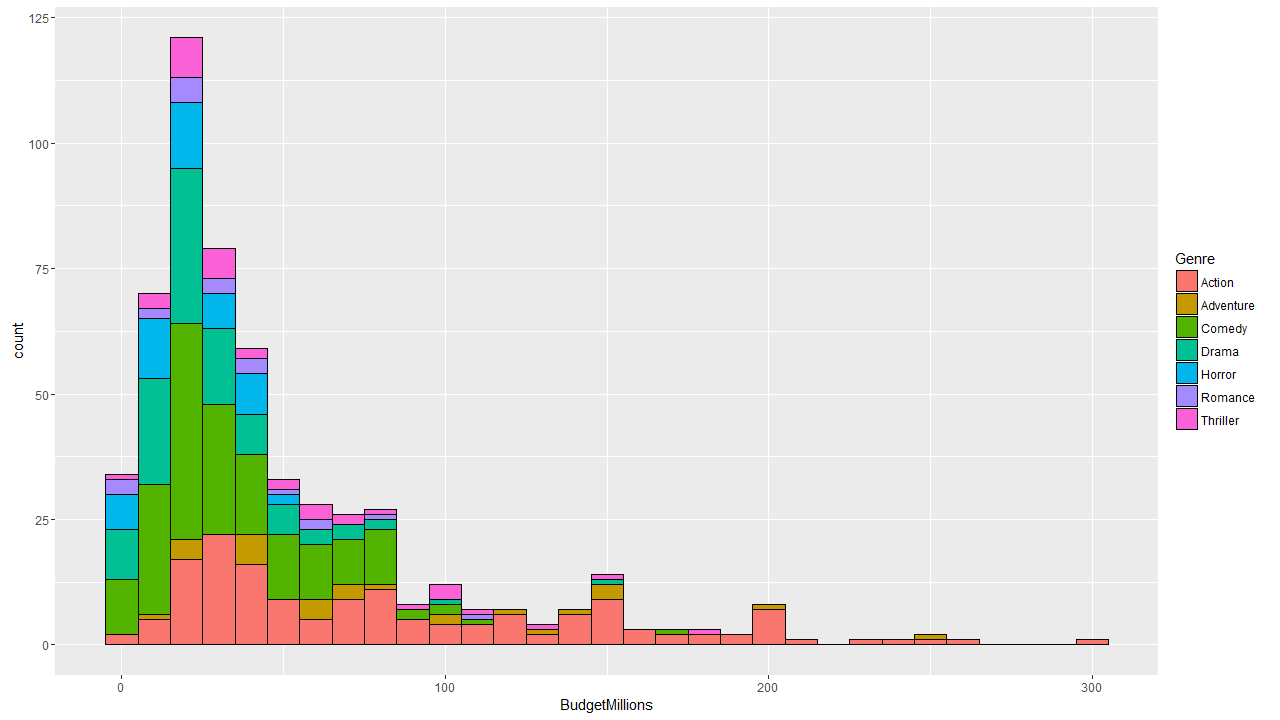 125
100
75
50
25
0
count
0 100 200 300
BudgetMillions
Genre
Action
Adventure
Comedy
Drama
Horror
Romance
Thriller